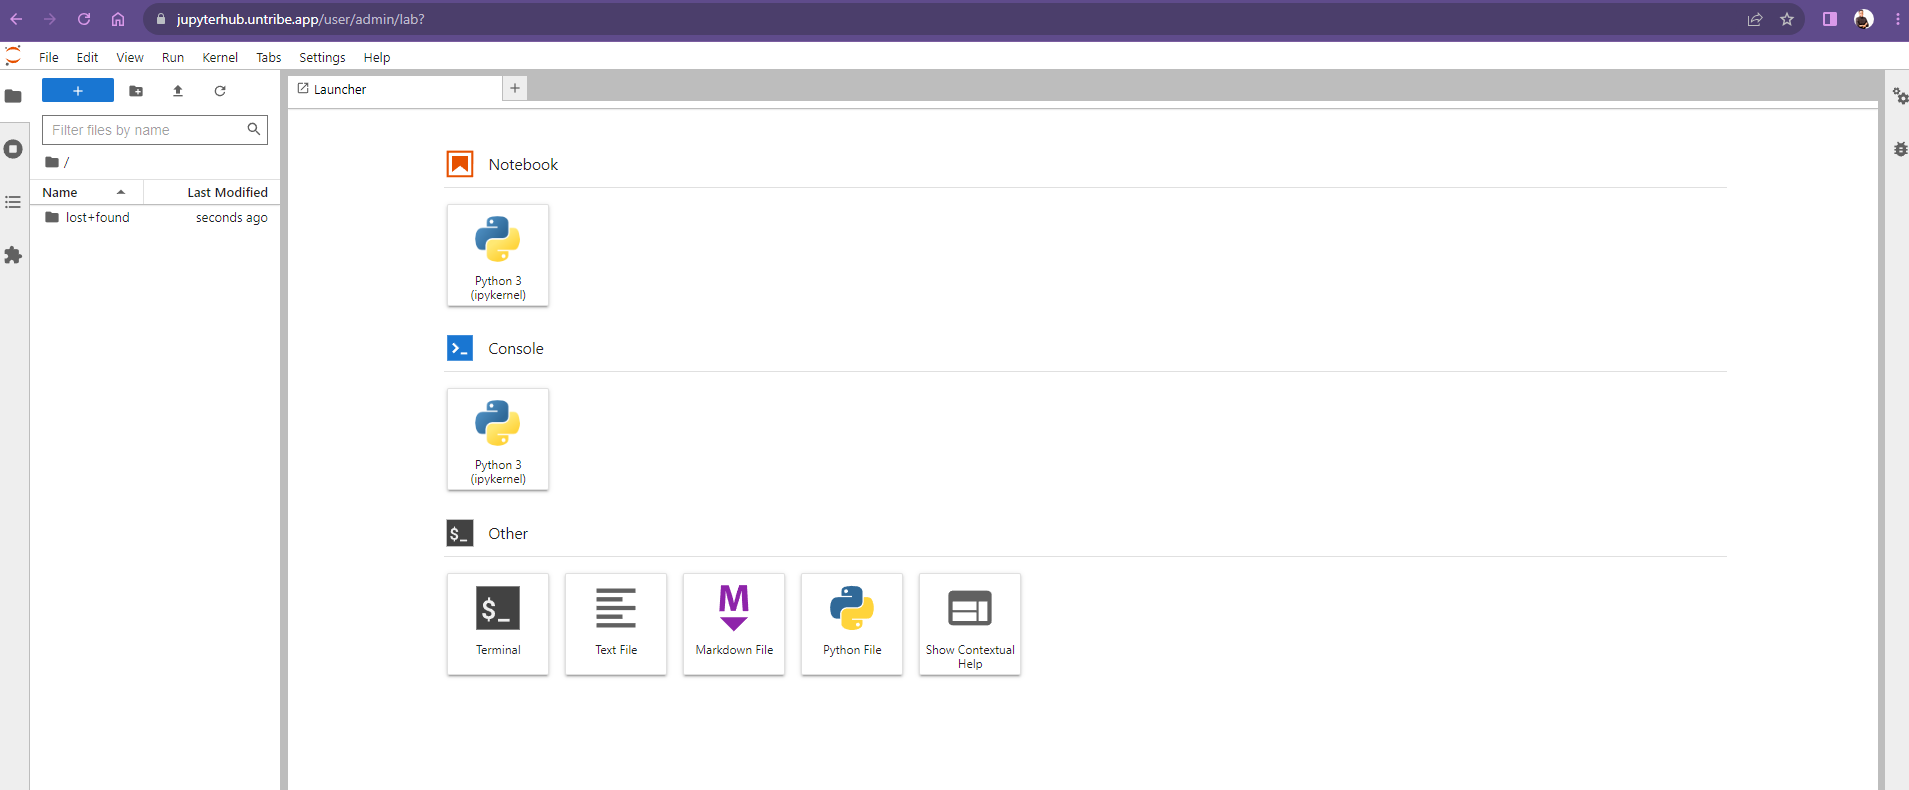 jupyterhub.untribe.app/user/admin/lab?
File Edit View Run Kernel Tabs Settings Help
+
Launcher +
Filter files by name
/
Name Last Modified
lost+found seconds ago
Notebook
Python 3
(ipykernel)
>_ Console
Python 3
(ipykernel)
$_ Other
$_
Terminal
Text File
M
Markdown File
Python File
Show Contextual
Help